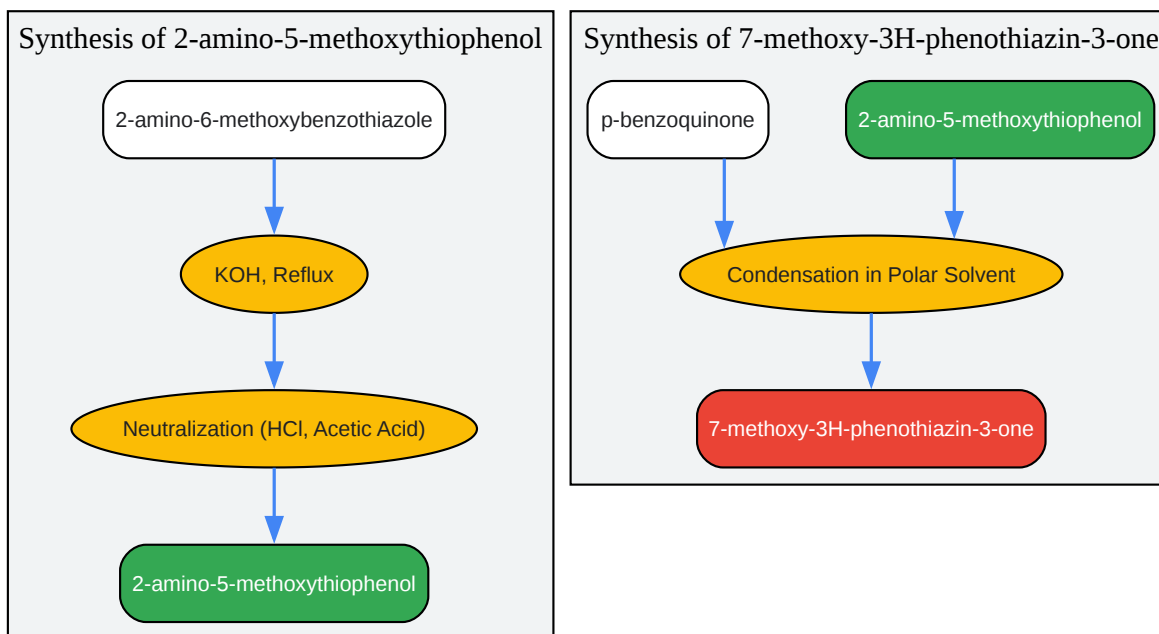 Synthesis of 2-amino-5-methoxythiophenol
2-amino-6-methoxybenzothiazole
KOH, Reflux
Neutralization (HCl, Acetic Acid)
2-amino-5-methoxythiophenol
Synthesis of 7-methoxy-3H-phenothiazin-3-one
p-benzoquinone
2-amino-5-methoxythiophenol
Condensation in Polar Solvent
7-methoxy-3H-phenothiazin-3-one